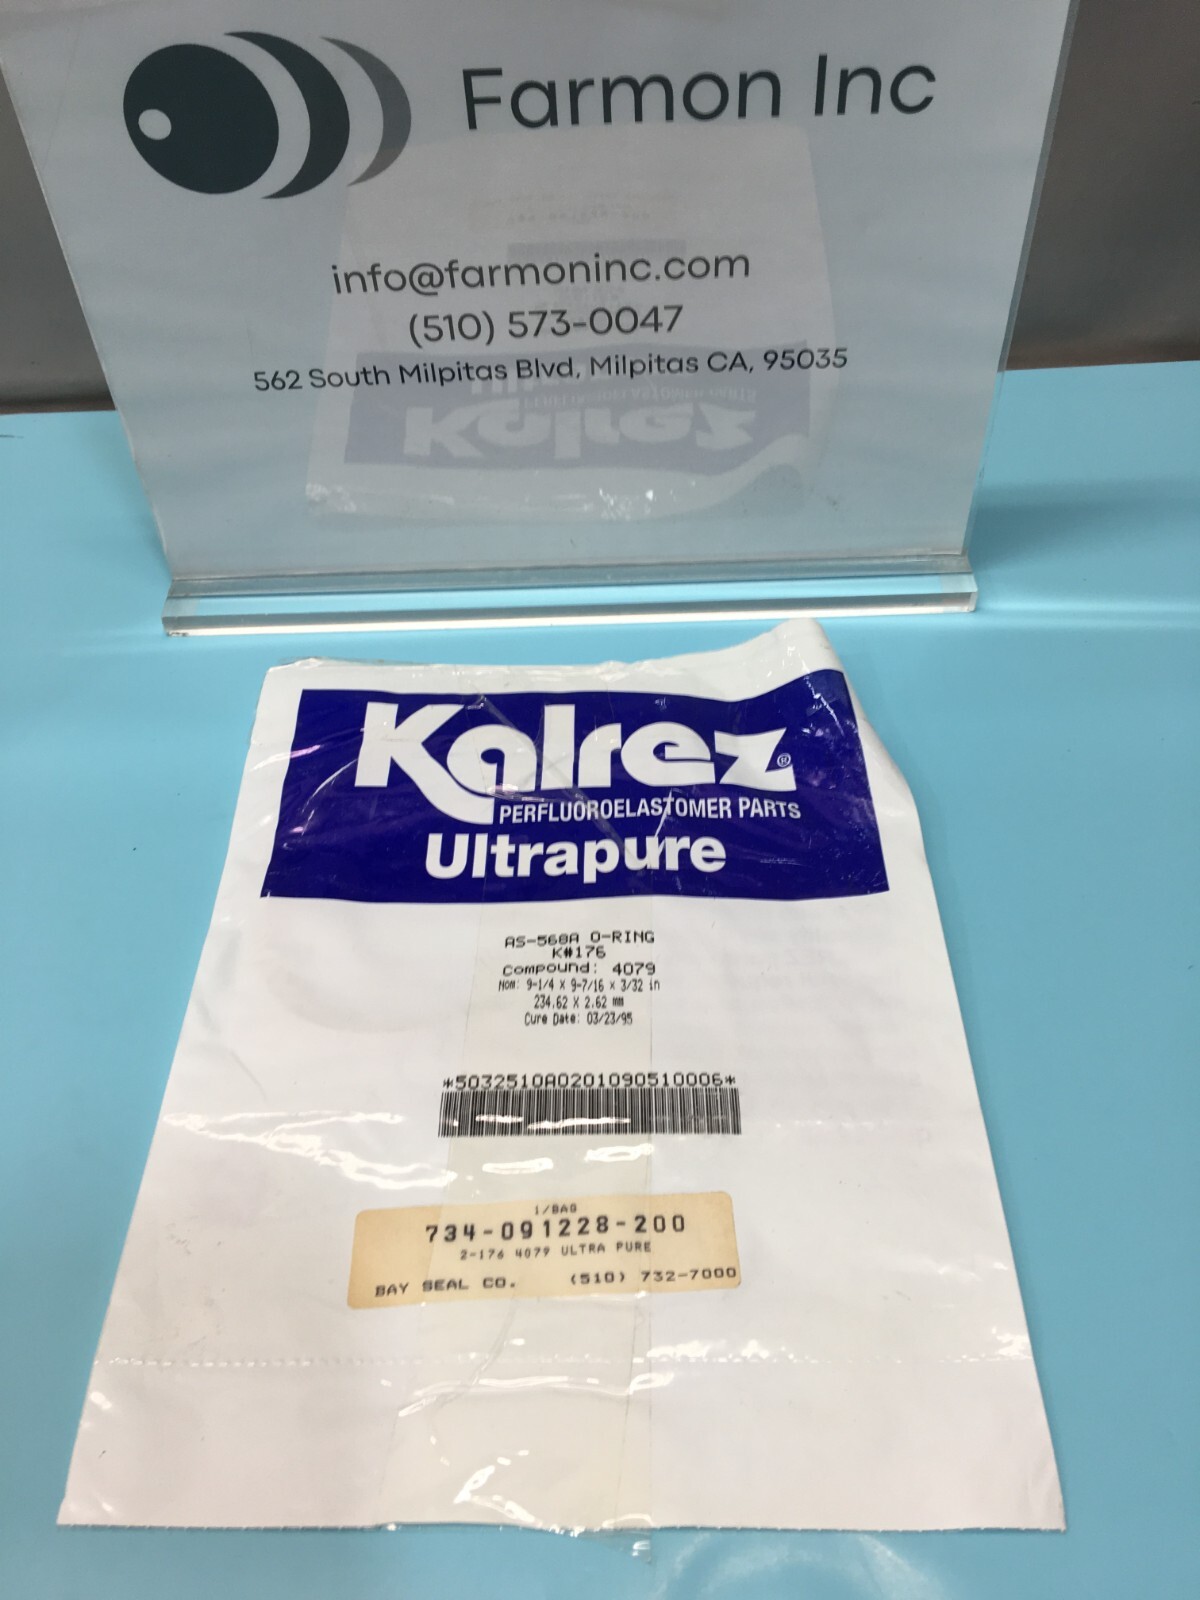 Farmon Inc
info@farmoninc.com
(510) 573-0047
562 South Milpitas Blvd, Milpitas CA, 95035
Kalrez®
PERFLUOROELASTOMER PARTS
Ultrapure
AS-568A O-RING
K#176
Compound: 4079
Nom: 9-1/4 x 9-7/16 x 3/32 in
234.62 X 2.62 mm
Cure Date: 03/23/95
*5032510A0201090510006*
1/BAG
734-091228-200
2-176 4079 ULTRA PURE
BAY SEAL CO. (510) 732-7000